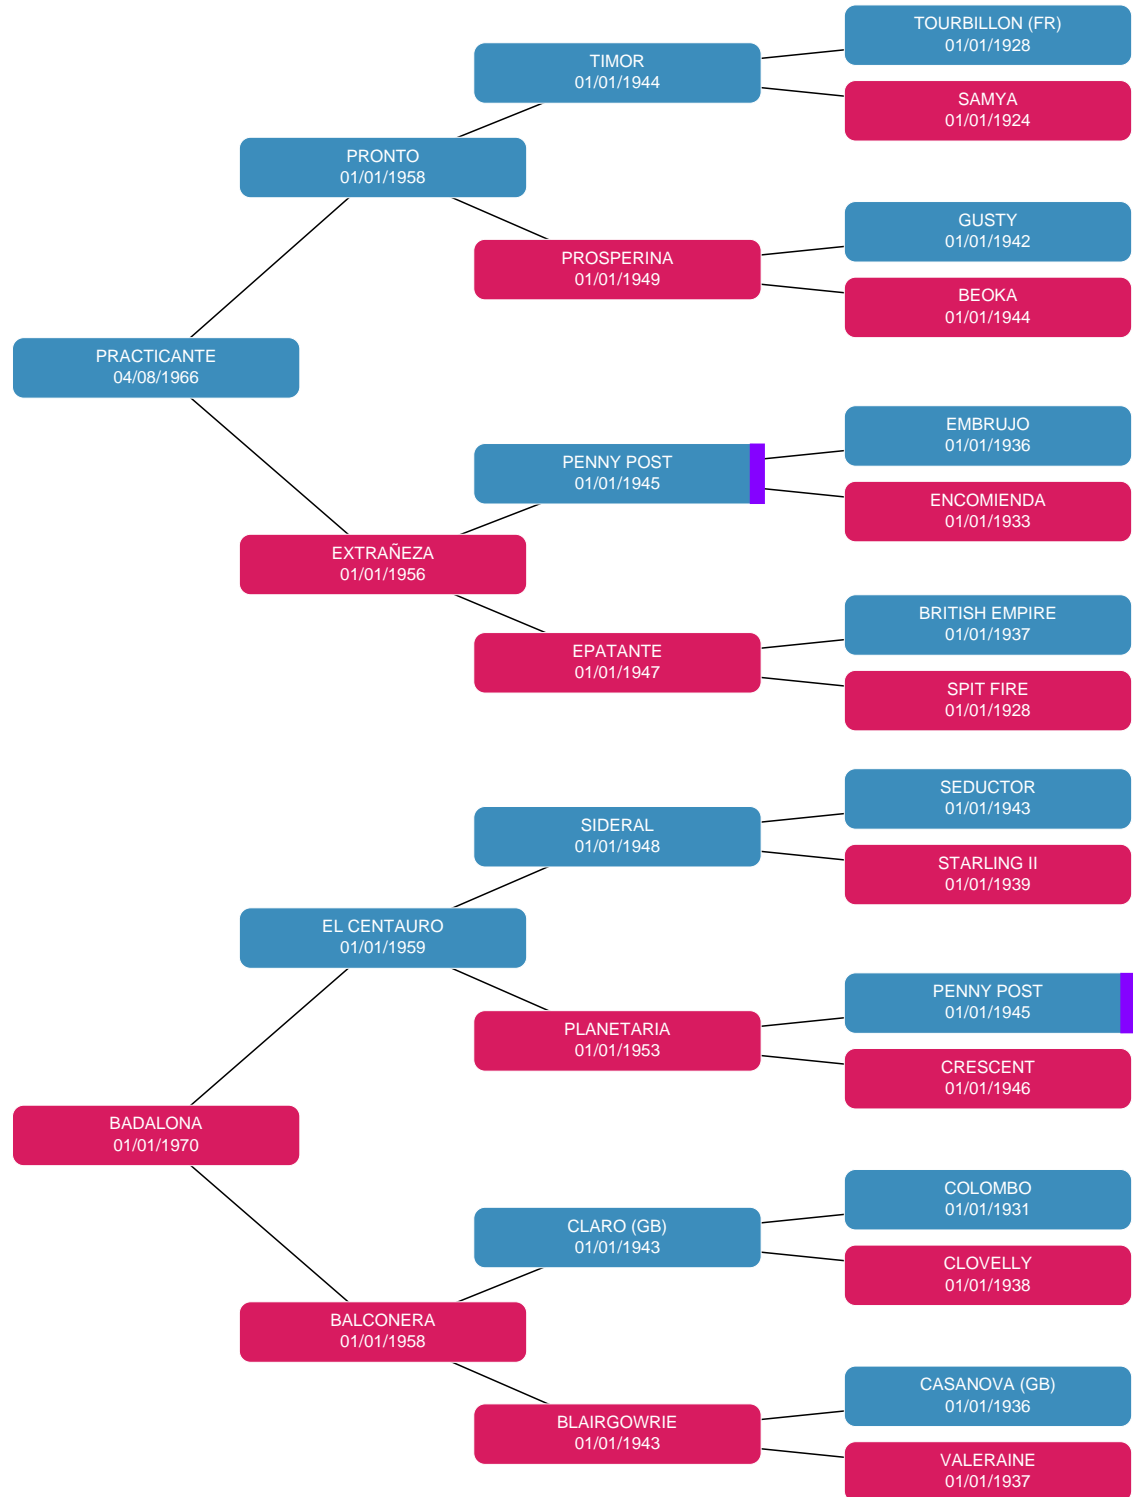 TOURBILLON (FR)
01/01/1928
TIMOR
01/01/1944
SAMYA
01/01/1924
PRONTO
01/01/1958
GUSTY
01/01/1942
PROSPERINA
01/01/1949
BEOKA
01/01/1944
PRACTICANTE
04/08/1966
EMBRUJO
01/01/1936
PENNY POST
01/01/1945
ENCOMIENDA
01/01/1933
EXTRAÑEZA
01/01/1956
BRITISH EMPIRE
01/01/1937
EPATANTE
01/01/1947
SPIT FIRE
01/01/1928
SEDUCTOR
01/01/1943
SIDERAL
01/01/1948
STARLING II
01/01/1939
EL CENTAURO
01/01/1959
PENNY POST
01/01/1945
PLANETARIA
01/01/1953
CRESCENT
01/01/1946
BADALONA
01/01/1970
COLOMBO
01/01/1931
CLARO (GB)
01/01/1943
CLOVELLY
01/01/1938
BALCONERA
01/01/1958
CASANOVA (GB)
01/01/1936
BLAIRGOWRIE
01/01/1943
VALERAINE
01/01/1937